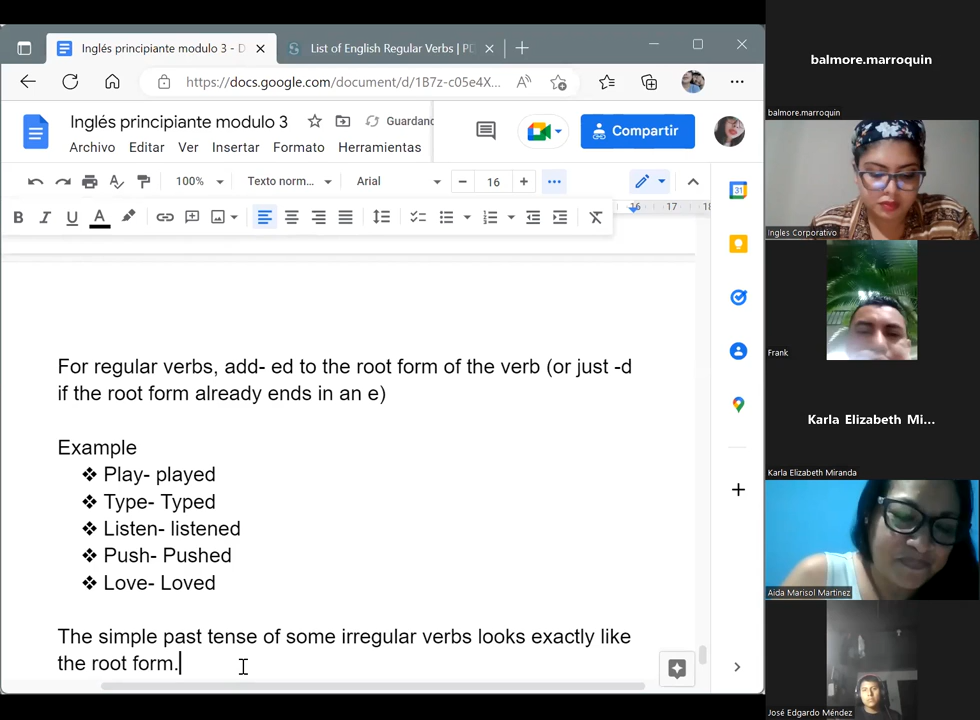 Inglés principiante modulo 3 - D
List of English Regular Verbs | PD
https://docs.google.com/document/d/1B7z-c05e4X...
Inglés principiante modulo 3
Guardand
Archivo Editar Ver Insertar Formato Herramientas
Compartir
100% Texto norm... Arial 16
16 17 18
For regular verbs, add- ed to the root form of the verb (or just -d
if the root form already ends in an e)
Example
❖ Play- played
❖ Type- Typed
❖ Listen- listened
❖ Push- Pushed
❖ Love- Loved
The simple past tense of some irregular verbs looks exactly like
the root form.
balmore.marroquin
balmore.marroquin
Ingles Corporativo
Frank
Karla Elizabeth Mi...
Karla Elizabeth Miranda
Aida Marisol Martinez
José Edgardo Méndez